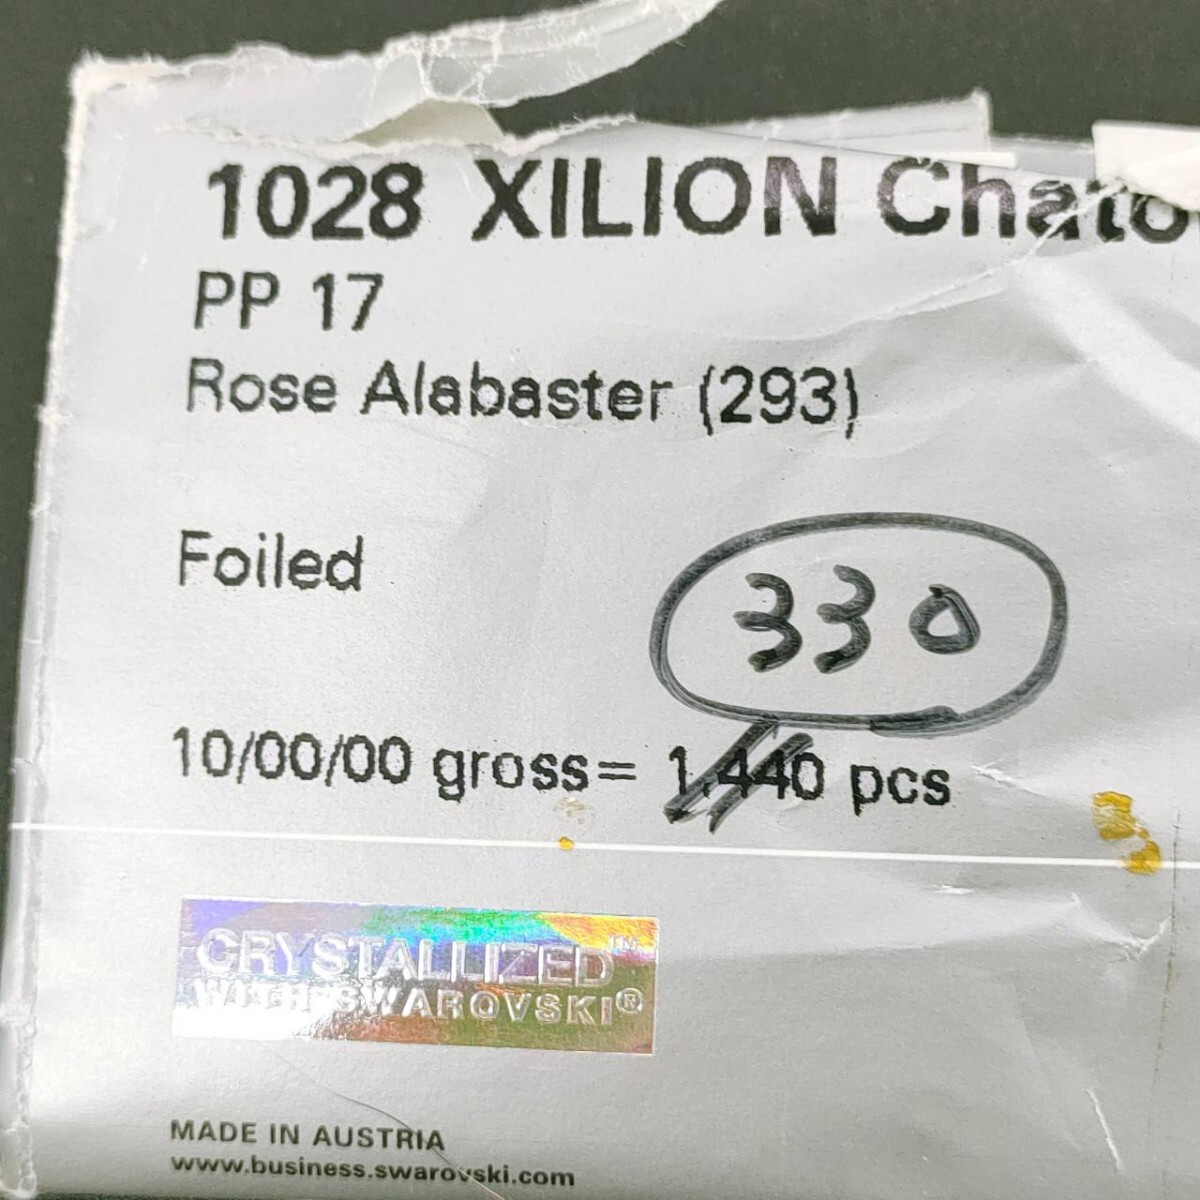 1028 XILION Chato
PP 17
Rose Alabaster (293)
Foiled
330
10/00/00 gross= 1.440 pcs
CRYSTALLIZED™
WITH SWAROVSKI®
MADE IN AUSTRIA
www.business.swarovski.com